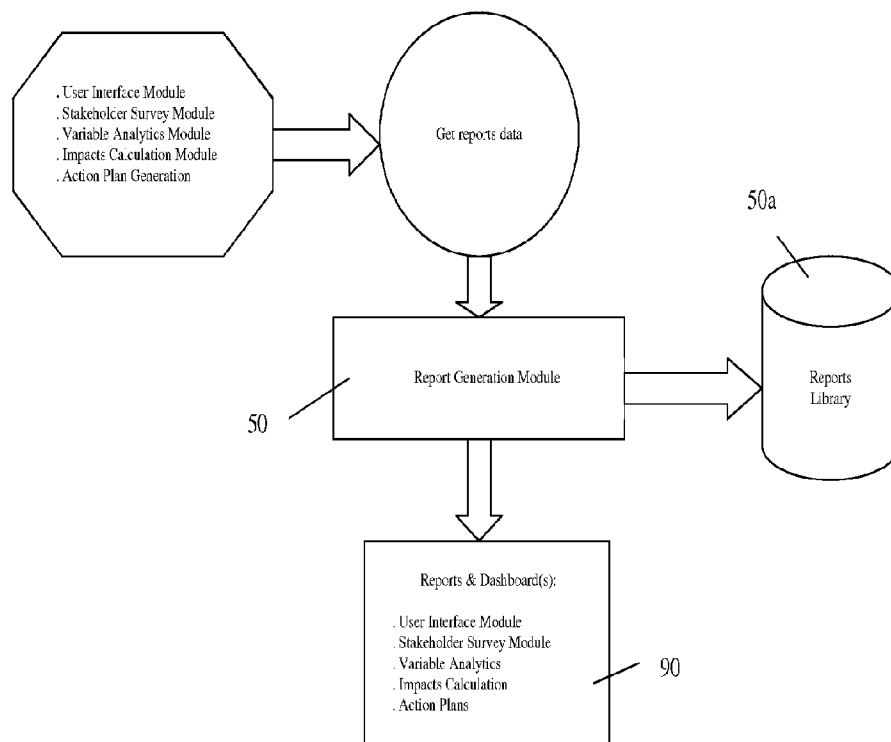 . User Interface Module
. Stakeholder Survey Module
. Variable Analytics Module
. Impacts Calculation Module
. Action Plan Generation
Get reports data
50a
Report Generation Module
50
Reports
Library
Reports & Dashboard(s):
. User Interface Module
. Stakeholder Survey Module
. Variable Analytics
. Impacts Calculation
. Action Plans
90